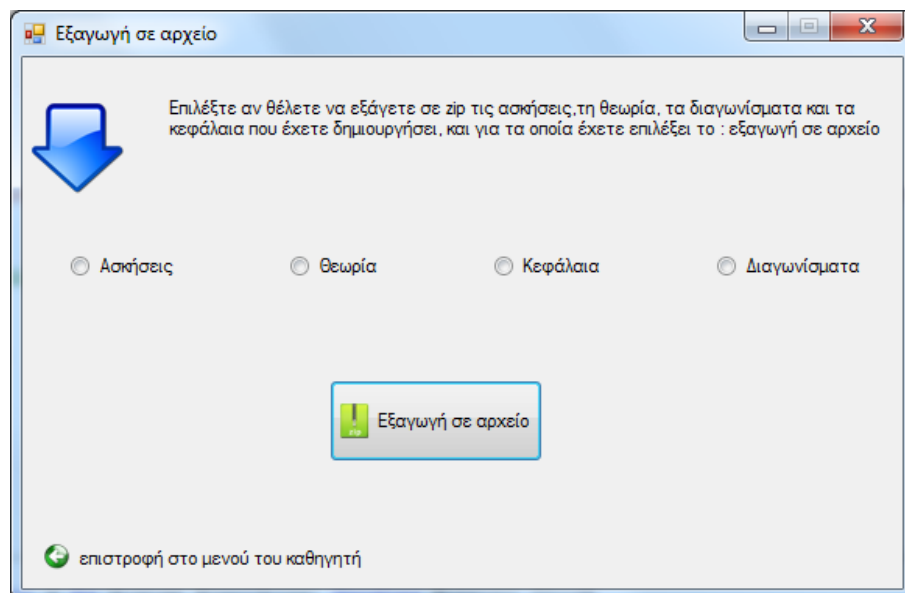 Εξαγωγή σε αρχείο
Επιλέξτε αν θέλετε να εξάγετε σε zip τις ασκήσεις,τη θεωρία, τα διαγωνίσματα και τα
κεφάλαια που έχετε δημιουργήσει, και για τα οποία έχετε επιλέξει το : εξαγωγή σε αρχείο
Ασκήσεις Θεωρία Κεφάλαια Διαγωνίσματα
Εξαγωγή σε αρχείο
επιστροφή στο μενού του καθηγητή